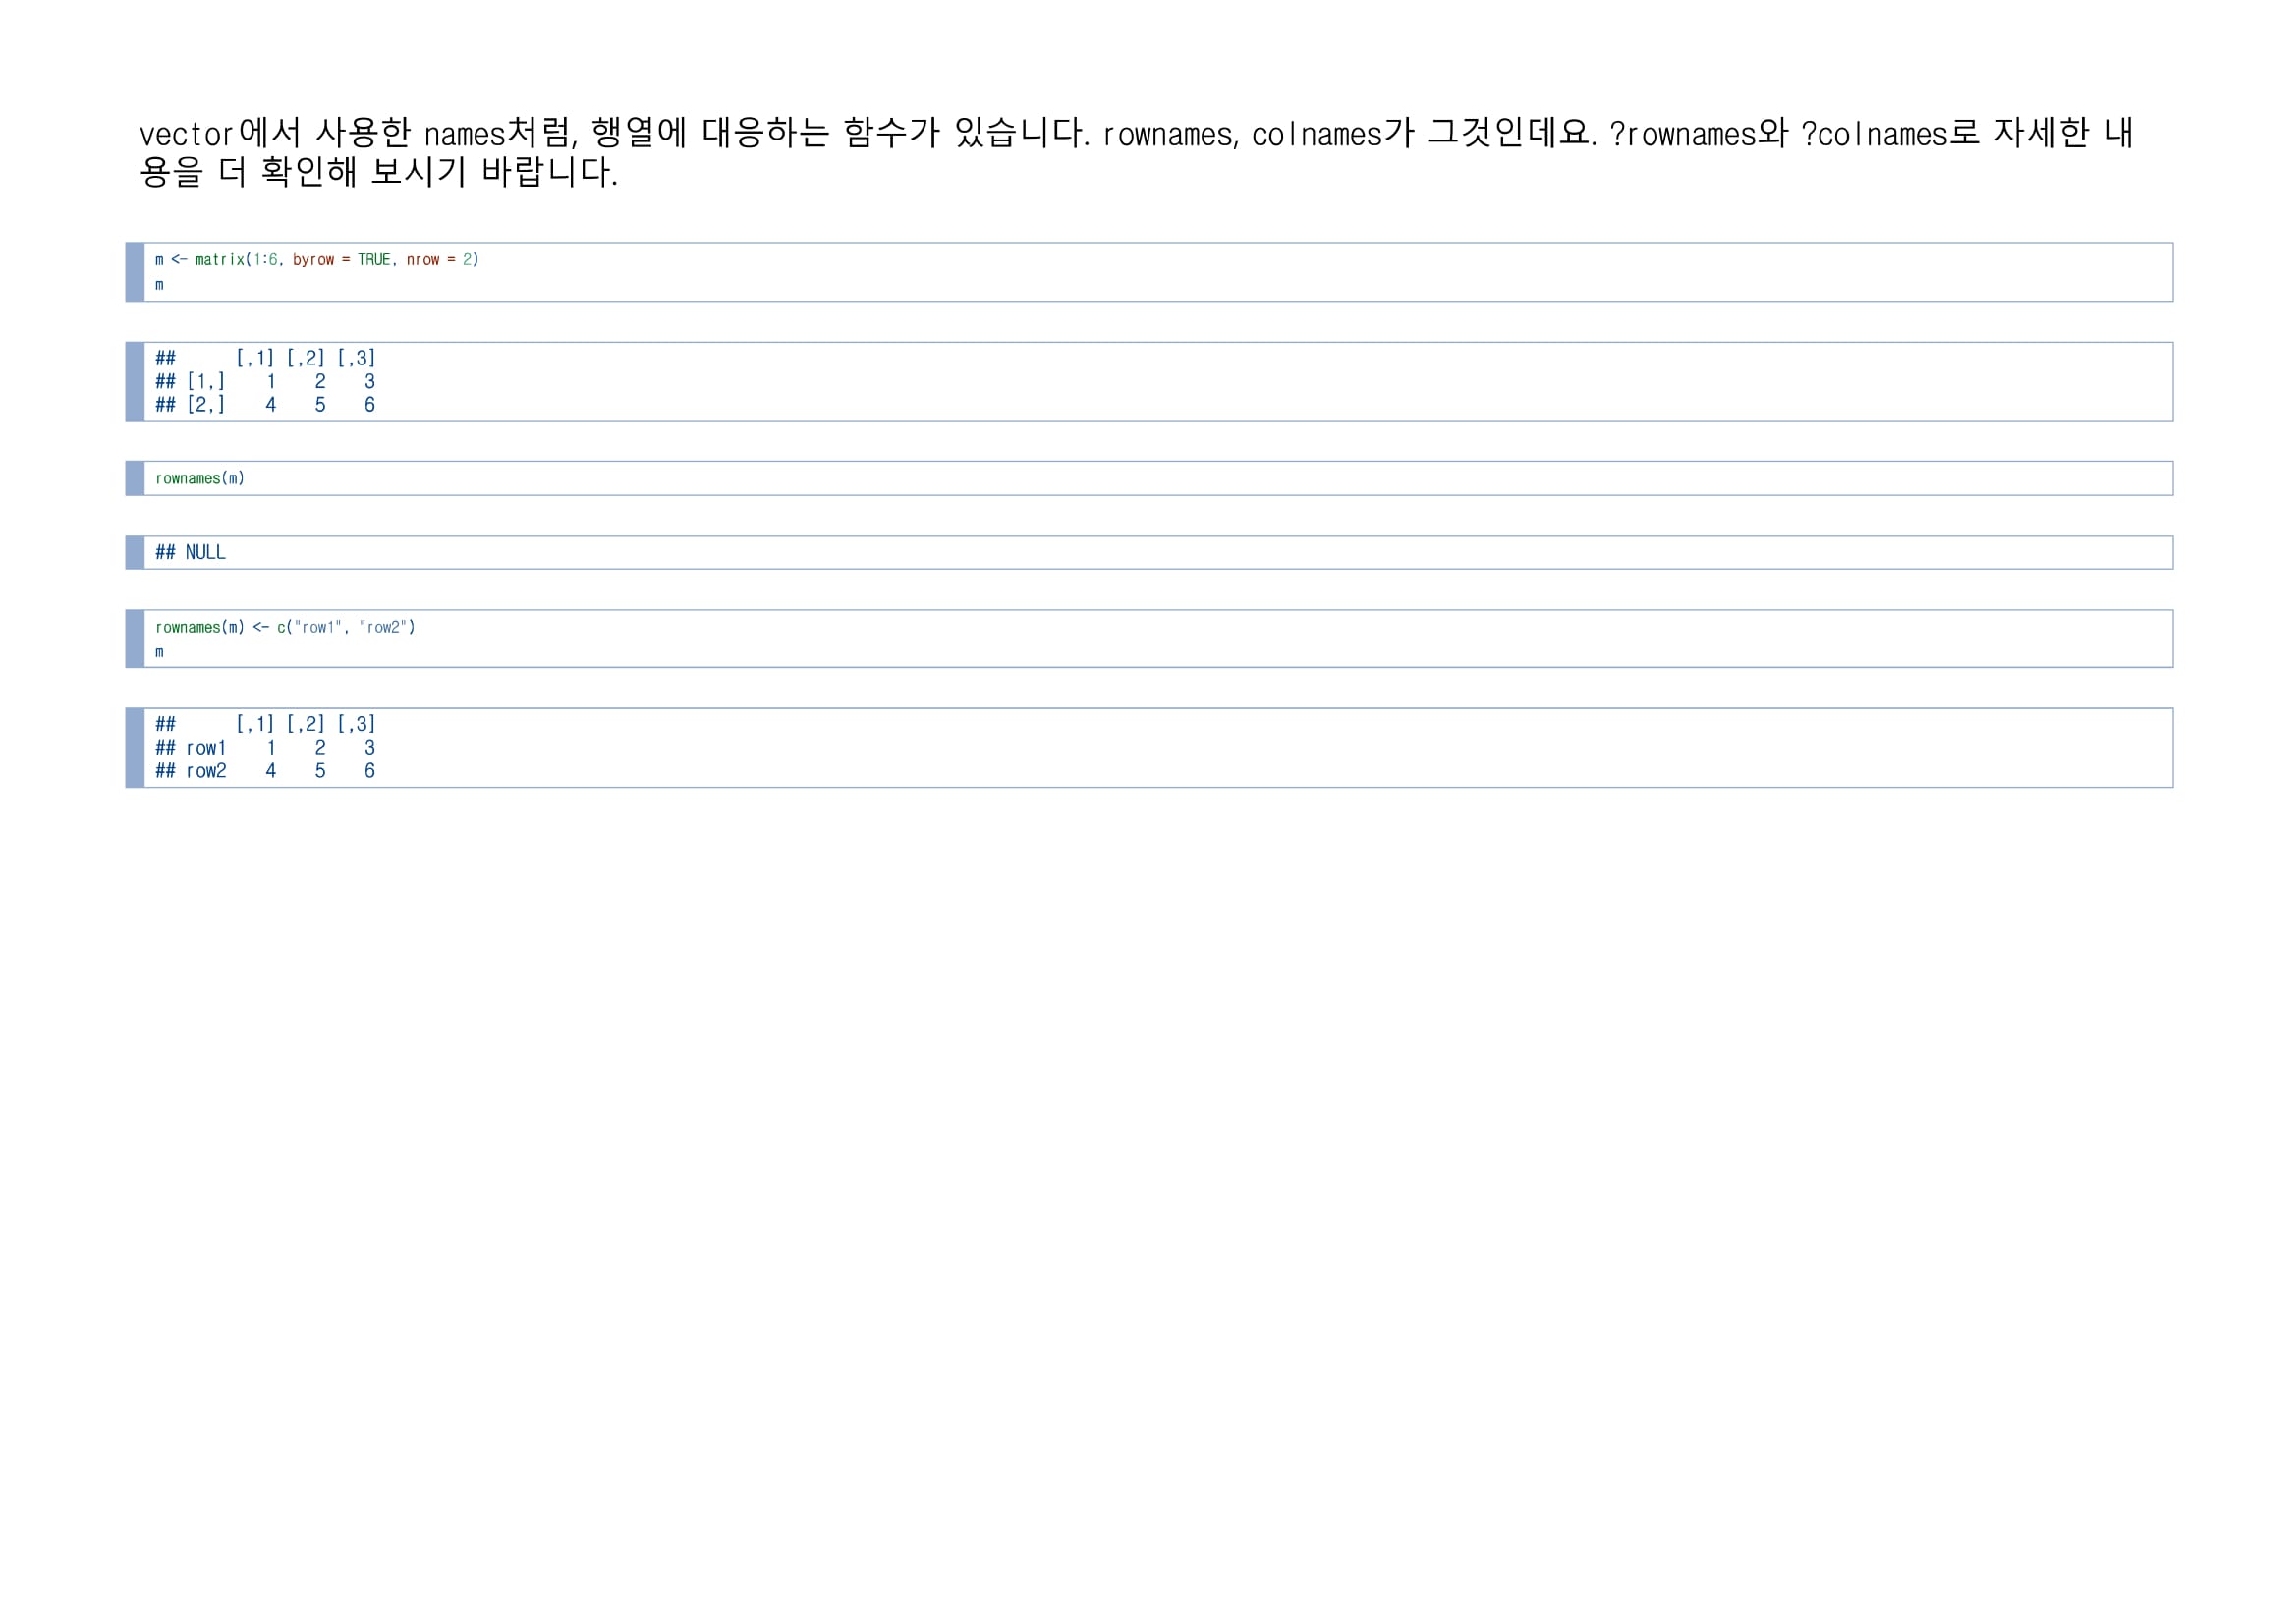 vector에서 사용한 names처럼, 행열에 대응하는 함수가 있습니다. rownames, colnames가 그것인데요. ?rownames와 ?colnames로 자세한 내
용을 더 확인해 보시기 바랍니다.
m <- matrix(1:6, byrow = TRUE, nrow = 2)
m
##      [,1] [,2] [,3]
## [1,]    1    2    3
## [2,]    4    5    6
rownames(m)
## NULL
rownames(m) <- c("row1", "row2")
m
##      [,1] [,2] [,3]
## row1    1    2    3
## row2    4    5    6